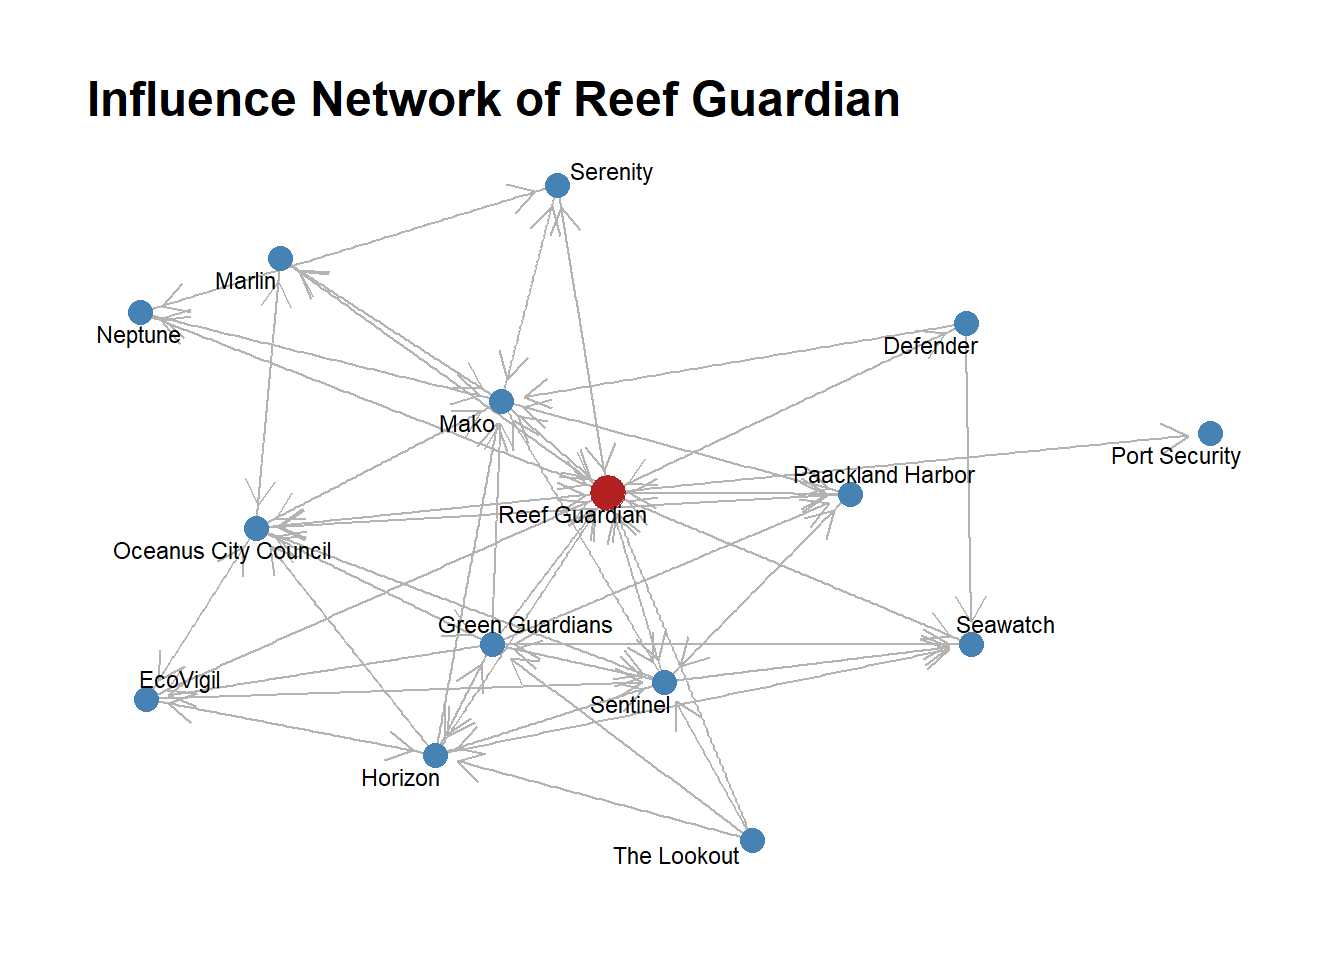 Influence Network of Reef Guardian
Serenity
Marlin
Neptune
Defender
Mako
Port Security
Paackland Harbor
Reef Guardian
Oceanus City Council
Green Guardians
Seawatch
EcoVigil
Sentinel
Horizon
The Lookout